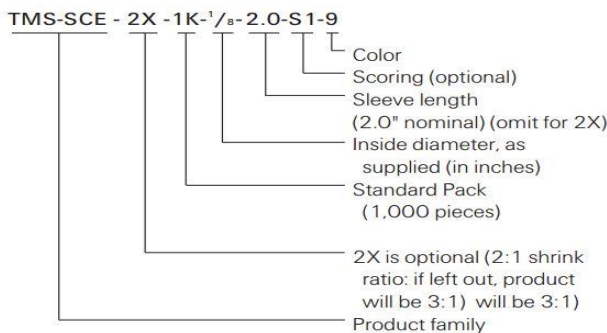 TMS-SCE - 2X -1K-¹/₈-2.0-S1-9
Color
Scoring (optional)
Sleeve length
(2.0" nominal) (omit for 2X)
Inside diameter, as
supplied (in inches)
Standard Pack
(1,000 pieces)
2X is optional (2:1 shrink
ratio: if left out, product
will be 3:1) will be 3:1)
Product family